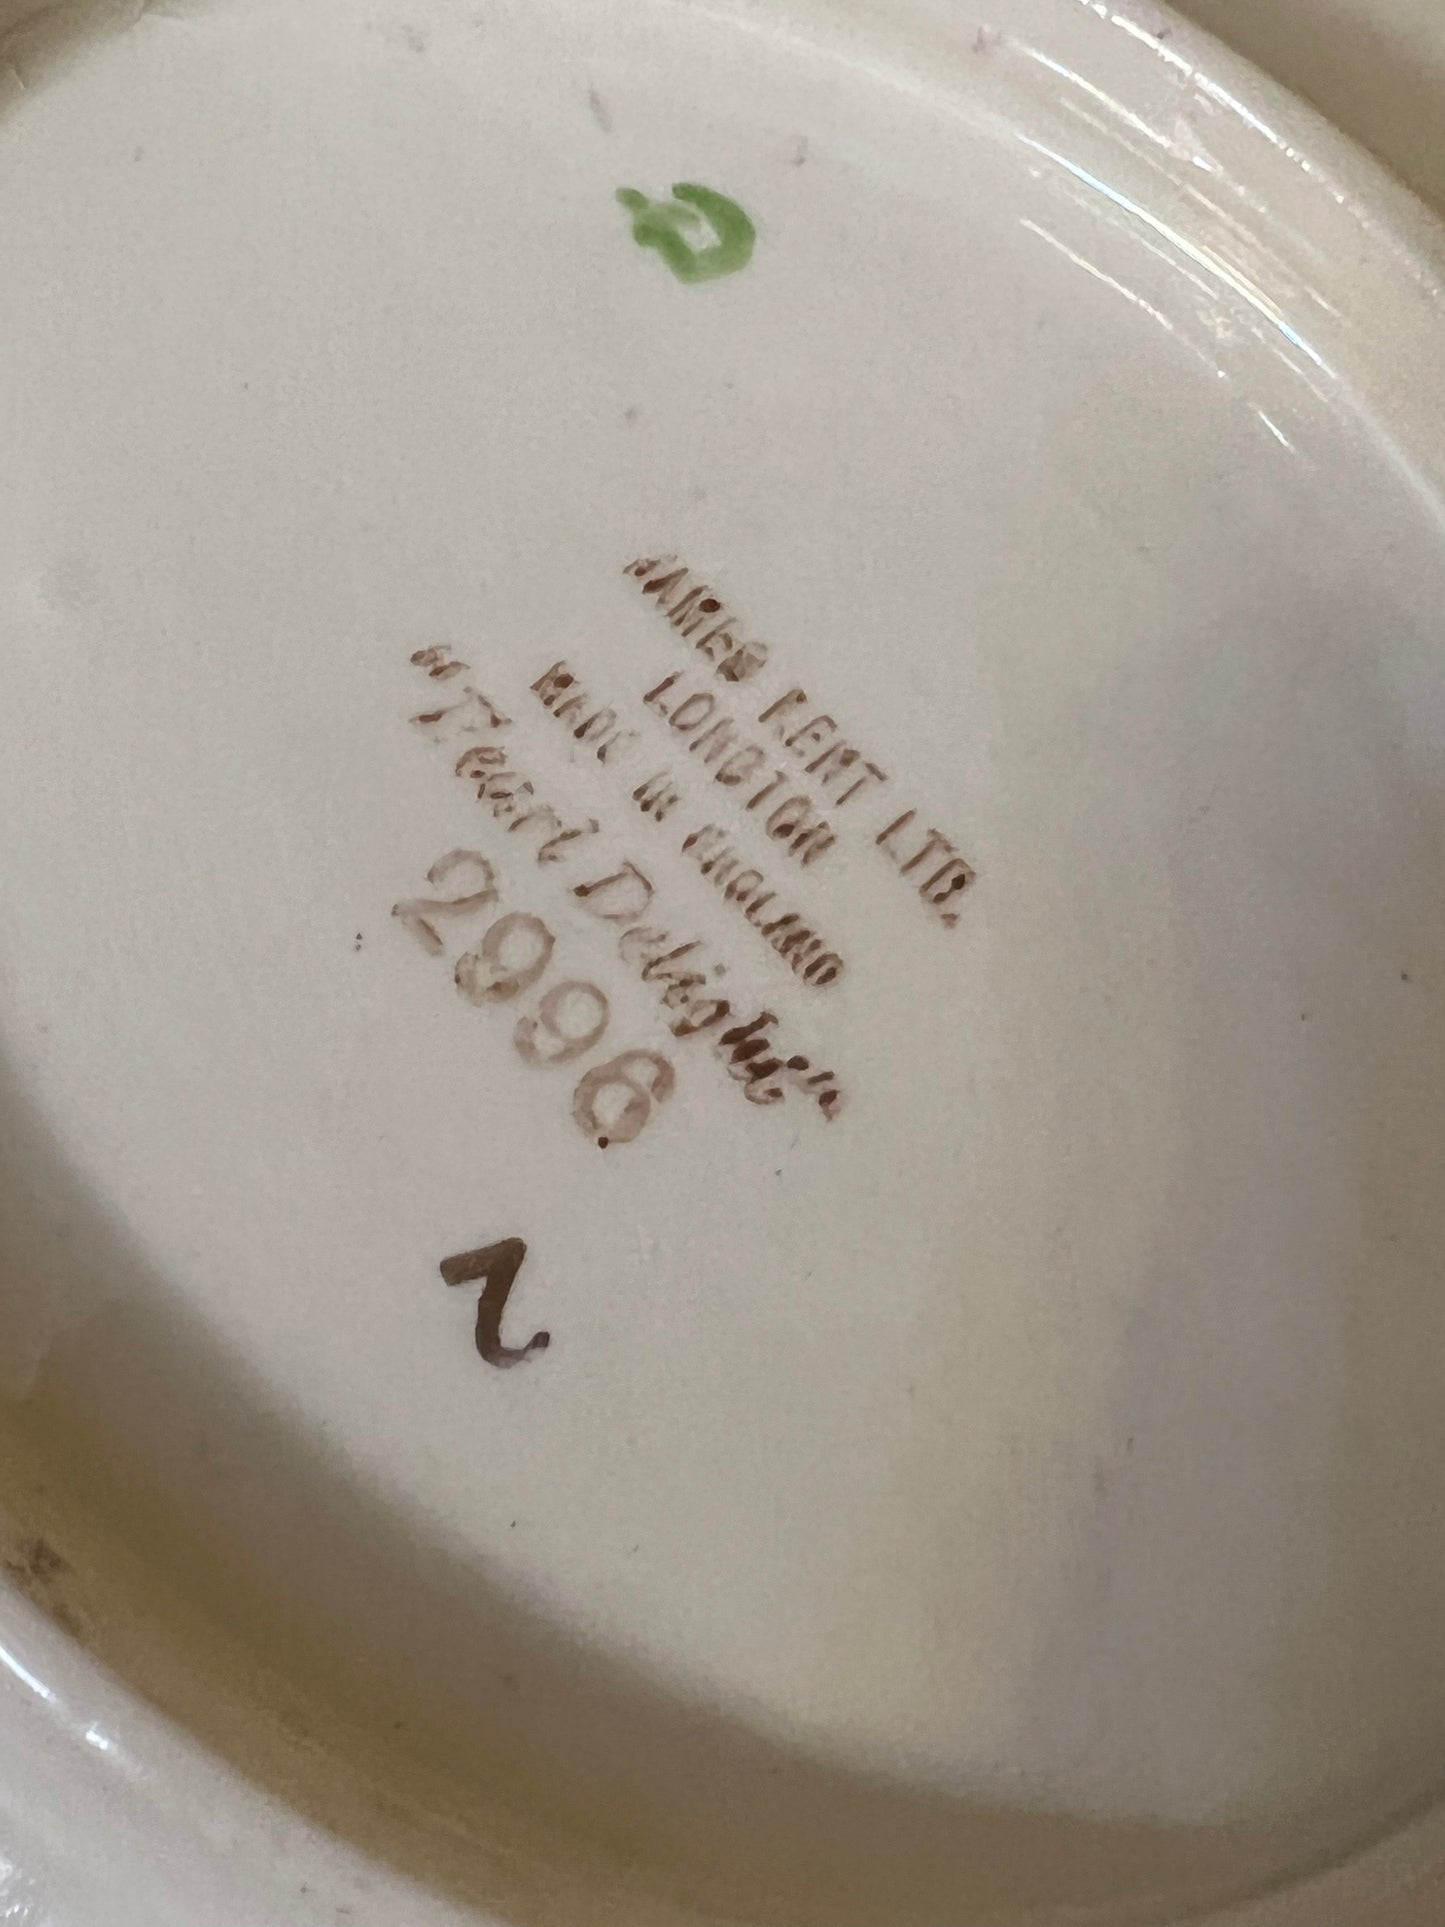 JAMES KENT LTD.
LONGTON
MADE IN ENGLAND
"Pearl Delight"
2996